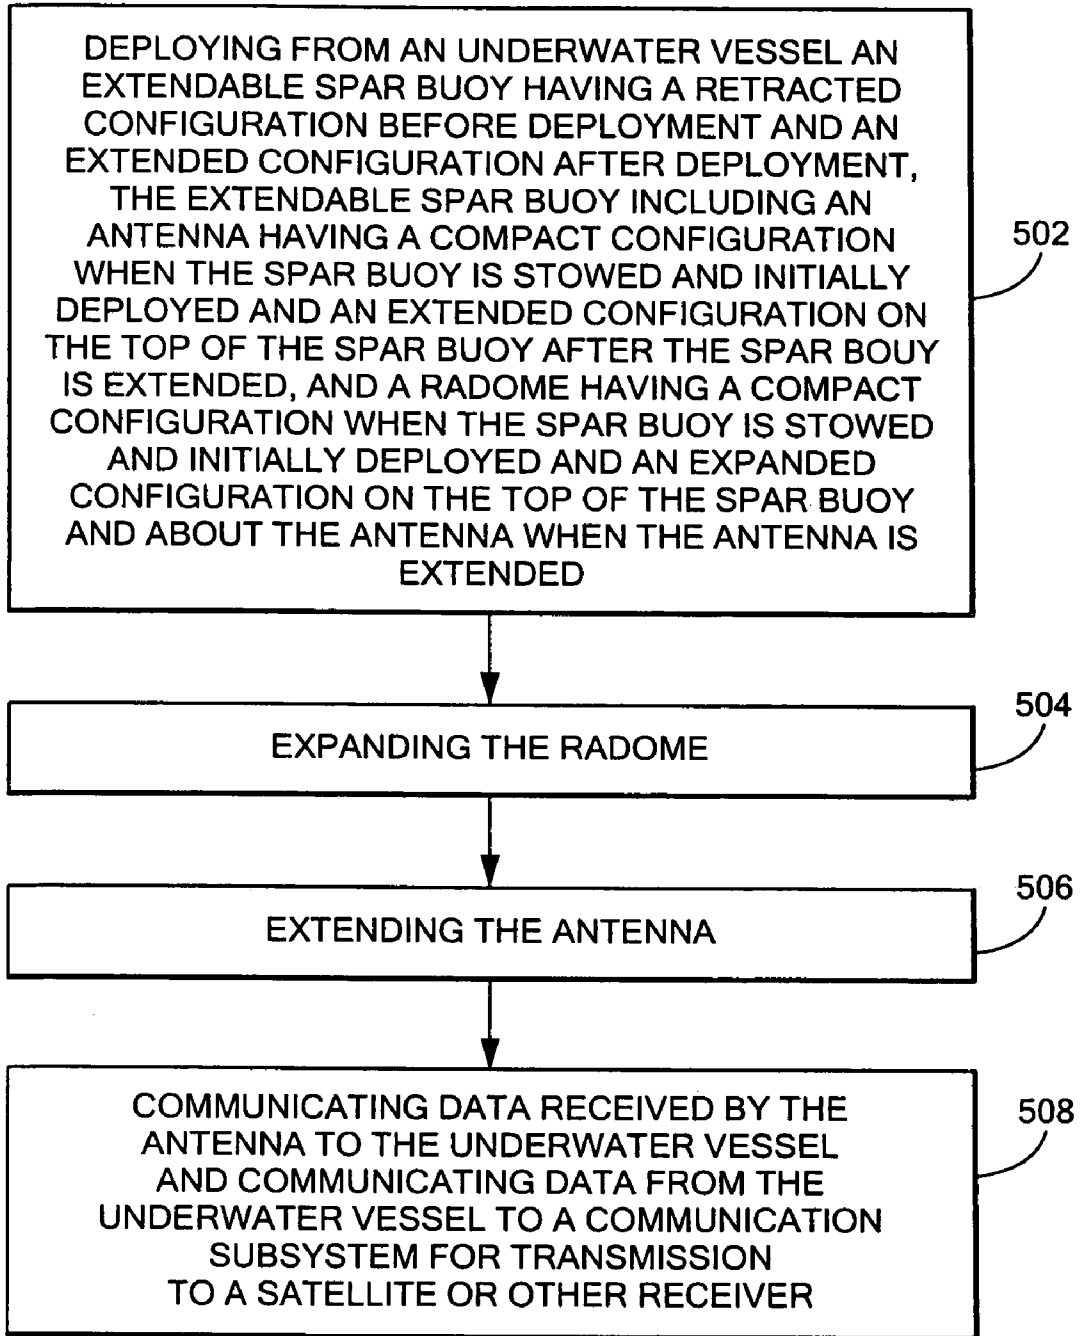 DEPLOYING FROM AN UNDERWATER VESSEL AN
EXTENDABLE SPAR BUOY HAVING A RETRACTED
CONFIGURATION BEFORE DEPLOYMENT AND AN
EXTENDED CONFIGURATION AFTER DEPLOYMENT,
THE EXTENDABLE SPAR BUOY INCLUDING AN
ANTENNA HAVING A COMPACT CONFIGURATION
WHEN THE SPAR BUOY IS STOWED AND INITIALLY
DEPLOYED AND AN EXTENDED CONFIGURATION ON
THE TOP OF THE SPAR BUOY AFTER THE SPAR BOUY
IS EXTENDED, AND A RADOME HAVING A COMPACT
CONFIGURATION WHEN THE SPAR BUOY IS STOWED
AND INITIALLY DEPLOYED AND AN EXPANDED
CONFIGURATION ON THE TOP OF THE SPAR BUOY
AND ABOUT THE ANTENNA WHEN THE ANTENNA IS
EXTENDED
502
EXPANDING THE RADOME
504
EXTENDING THE ANTENNA
506
COMMUNICATING DATA RECEIVED BY THE
ANTENNA TO THE UNDERWATER VESSEL
AND COMMUNICATING DATA FROM THE
UNDERWATER VESSEL TO A COMMUNICATION
SUBSYSTEM FOR TRANSMISSION
TO A SATELLITE OR OTHER RECEIVER
508